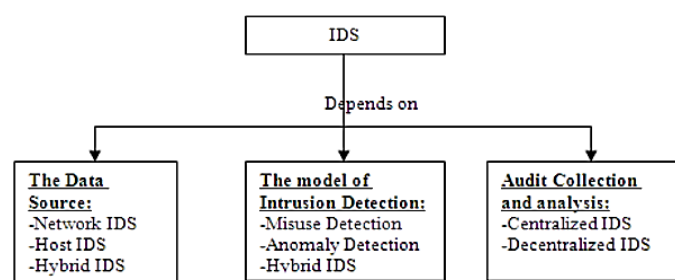 IDS
Depends on
The Data
Source:
-Network IDS
-Host IDS
-Hybrid IDS
The model of
Intrusion Detection:
-Misuse Detection
-Anomaly Detection
-Hybrid IDS
Audit Collection
and analysis:
-Centralized IDS
-Decentralized IDS